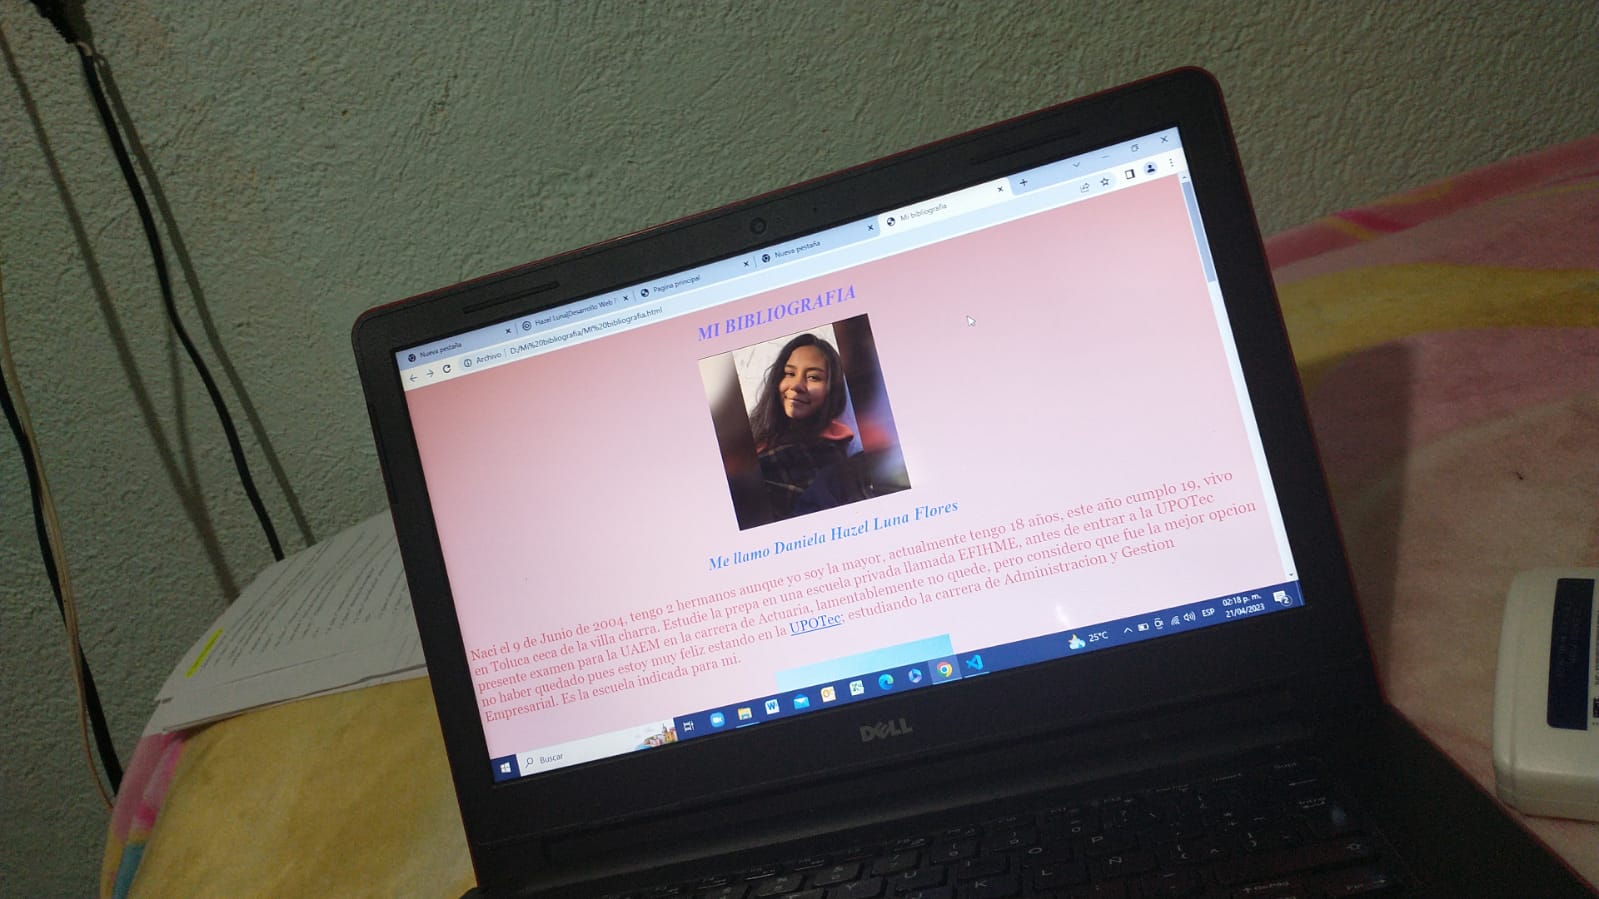 Nueva pestaña
Hazel Luna|Desarrollo Web
Pagina principal
Nueva pestaña
Mi bibliografia
Archivo
D:/Mi%20bibliografia/MI%20bibliografia.html
MI BIBLIOGRAFIA
Me llamo Daniela Hazel Luna Flores
Naci el 9 de Junio de 2004, tengo 2 hermanos aunque yo soy la mayor, actualmente tengo 18 años, este año cumplo 19, vivo
en Toluca ceca de la villa charra. Estudie la prepa en una escuela privada llamada EFIHME, antes de entrar a la UPOTec
presente examen para la UAEM en la carrera de Actuaria, lamentablemente no quede, pero considero que fue la mejor opcion
no haber quedado pues estoy muy feliz estando en la UPOTec; estudiando la carrera de Administracion y Gestion
Empresarial. Es la escuela indicada para mi.
Buscar
25°C
ESP
02:18 p. m.
21/04/2023
2
DELL